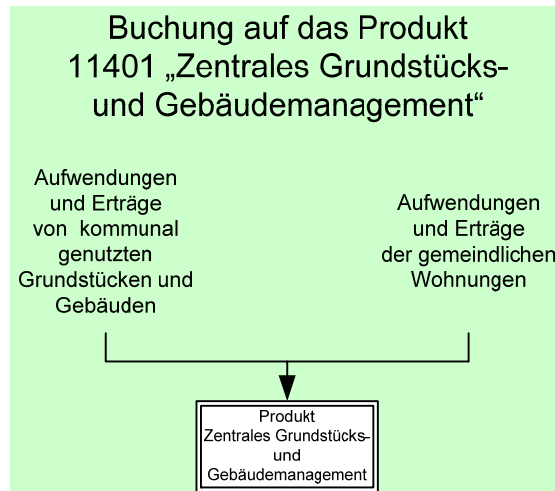 Buchung auf das Produkt
11401 „Zentrales Grundstücks-
und Gebäudemanagement“
Aufwendungen
und Erträge
von kommunal
genutzten
Grundstücken und
Gebäuden
Aufwendungen
und Erträge
der gemeindlichen
Wohnungen
Produkt
Zentrales Grundstücks-
und
Gebäudemanagement